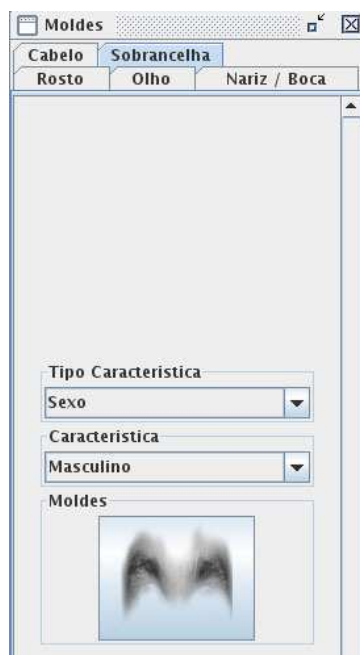 Moldes
Cabelo Sobrancelha
Rosto Olho Nariz / Boca
Tipo Caracteristica
Sexo
Caracteristica
Masculino
Moldes